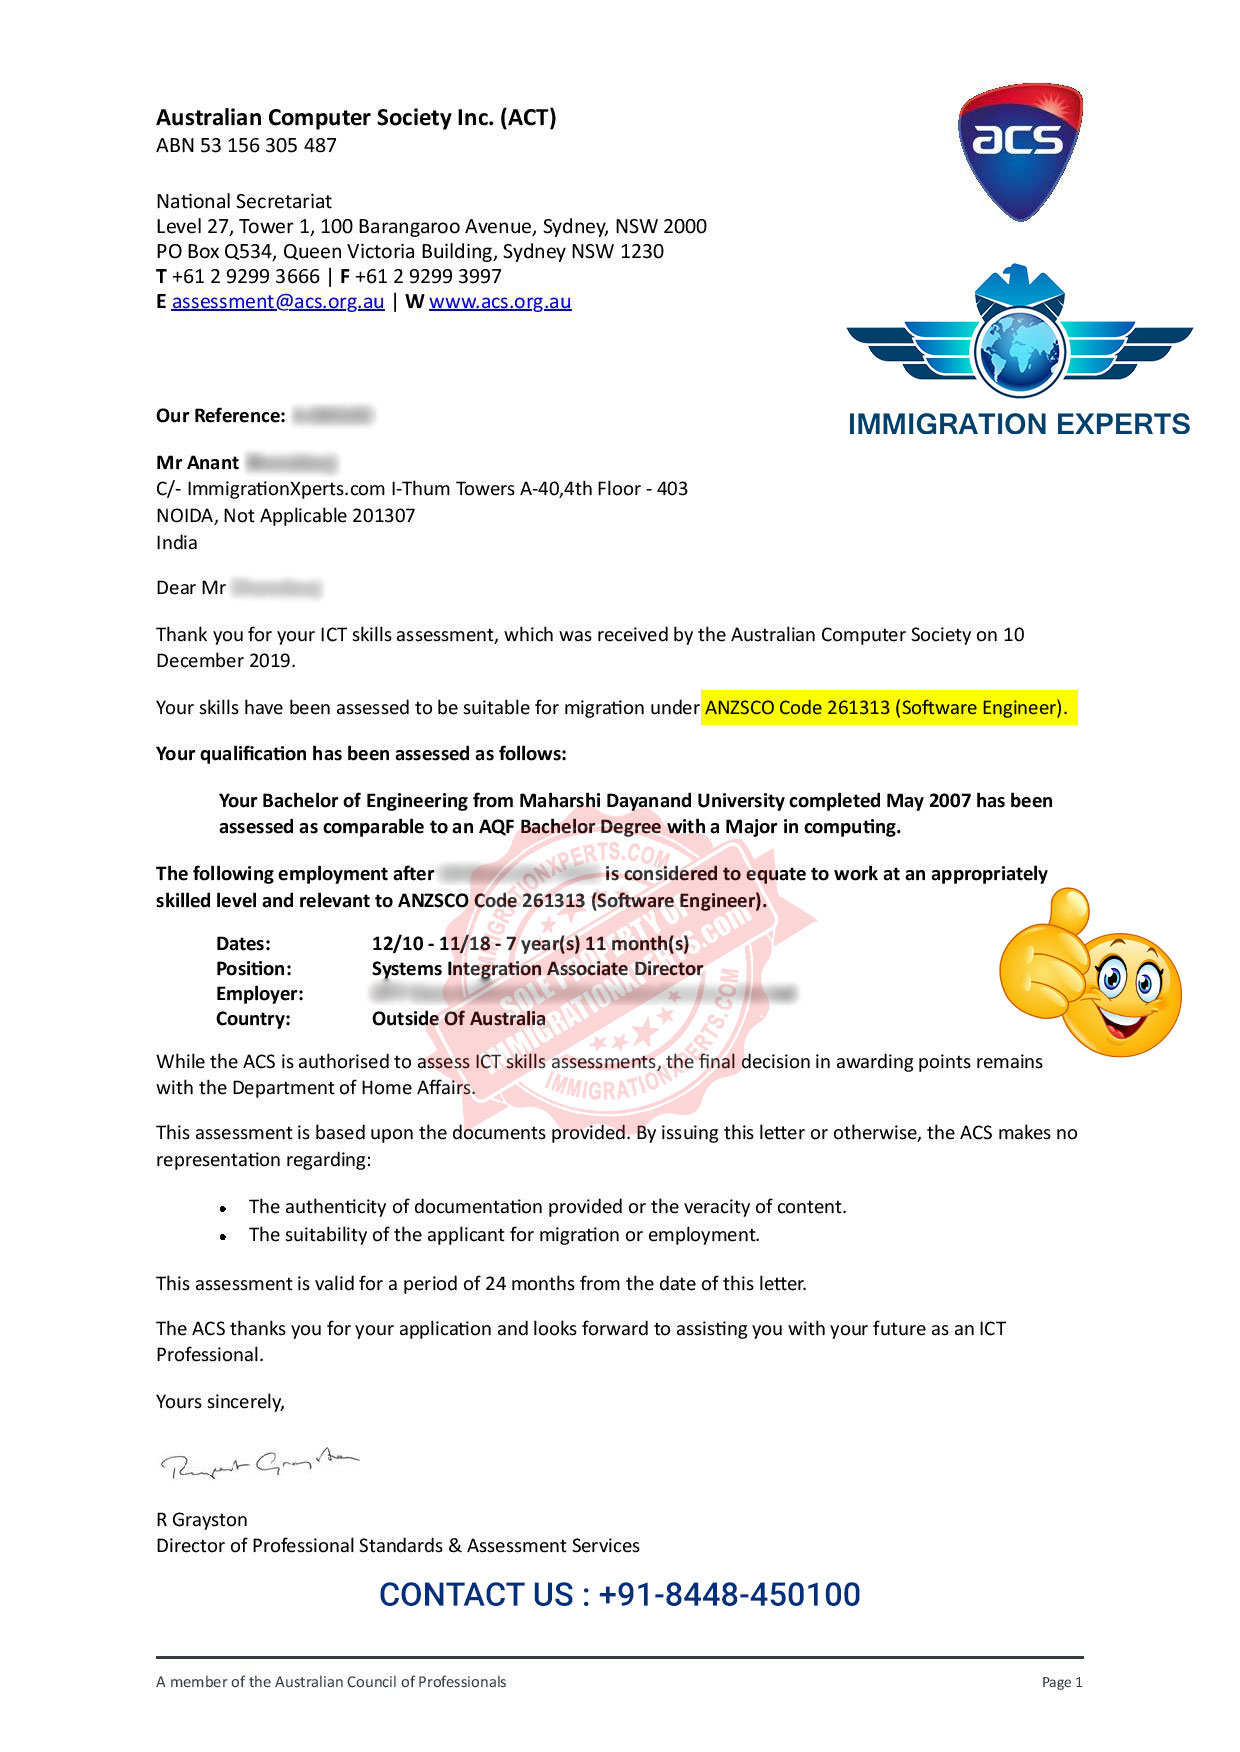 Australian Computer Society Inc. (ACT)
ABN 53 156 305 487
acs
National Secretariat
Level 27, Tower 1, 100 Barangaroo Avenue, Sydney, NSW 2000
PO Box Q534, Queen Victoria Building, Sydney NSW 1230
T +61 2 9299 3666 | F +61 2 9299 3997
E assessment@acs.org.au | W www.acs.org.au
IMMIGRATION EXPERTS
Our Reference:
Mr Anant
C/- ImmigrationXperts.com I-Thum Towers A-40,4th Floor - 403
NOIDA, Not Applicable 201307
India
Dear Mr
Thank you for your ICT skills assessment, which was received by the Australian Computer Society on 10
December 2019.
Your skills have been assessed to be suitable for migration under ANZSCO Code 261313 (Software Engineer).
Your qualification has been assessed as follows:
Your Bachelor of Engineering from Maharshi Dayanand University completed May 2007 has been
assessed as comparable to an AQF Bachelor Degree with a Major in computing.
The following employment after is considered to equate to work at an appropriately
skilled level and relevant to ANZSCO Code 261313 (Software Engineer).
Dates: 12/10 - 11/18 - 7 year(s) 11 month(s)
Position: Systems Integration Associate Director
Employer:
Country: Outside Of Australia
IMMIGRATIONXPERTS.COM
SOLE PROPERTY OF
IMMIGRATIONXPERTS.com
IMMIGRATIONXPERTS.COM
While the ACS is authorised to assess ICT skills assessments, the final decision in awarding points remains
with the Department of Home Affairs.
This assessment is based upon the documents provided. By issuing this letter or otherwise, the ACS makes no
representation regarding:
• The authenticity of documentation provided or the veracity of content.
• The suitability of the applicant for migration or employment.
This assessment is valid for a period of 24 months from the date of this letter.
The ACS thanks you for your application and looks forward to assisting you with your future as an ICT
Professional.
Yours sincerely,
Rupert Grayston
R Grayston
Director of Professional Standards & Assessment Services
CONTACT US : +91-8448-450100
A member of the Australian Council of Professionals Page 1